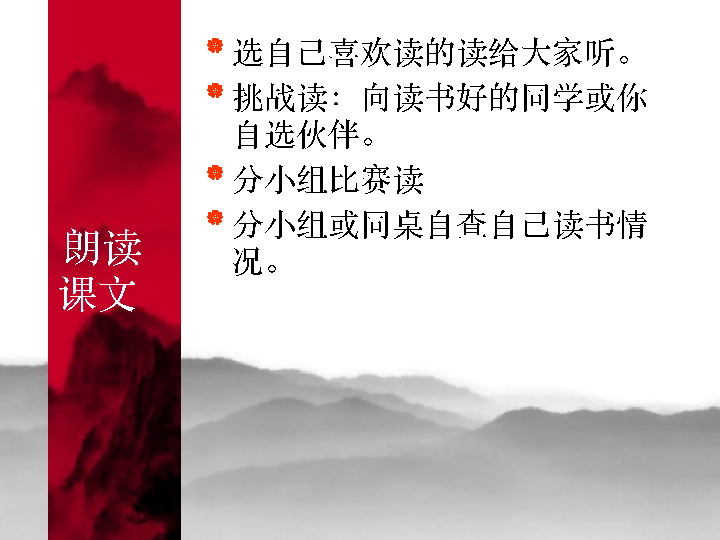 朗读
课文
选自己喜欢读的读给大家听。
挑战读：向读书好的同学或你
自选伙伴。
分小组比赛读
分小组或同桌自查自己读书情
况。